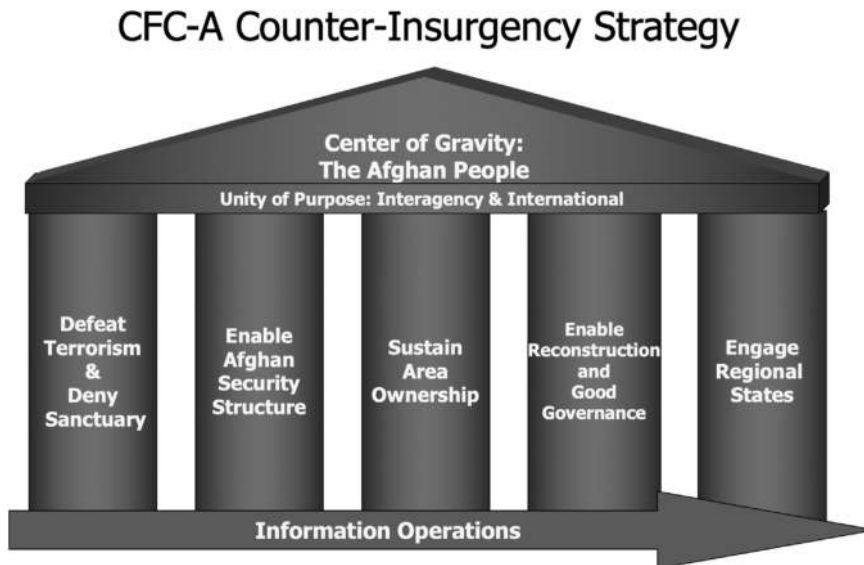 CFC-A Counter-Insurgency Strategy
Center of Gravity:
The Afghan People
Unity of Purpose: Interagency & International
Defeat
Terrorism
&
Deny
Sanctuary
Enable
Afghan
Security
Structure
Sustain
Area
Ownership
Enable
Reconstruction
and
Good
Governance
Engage
Regional
States
Information Operations